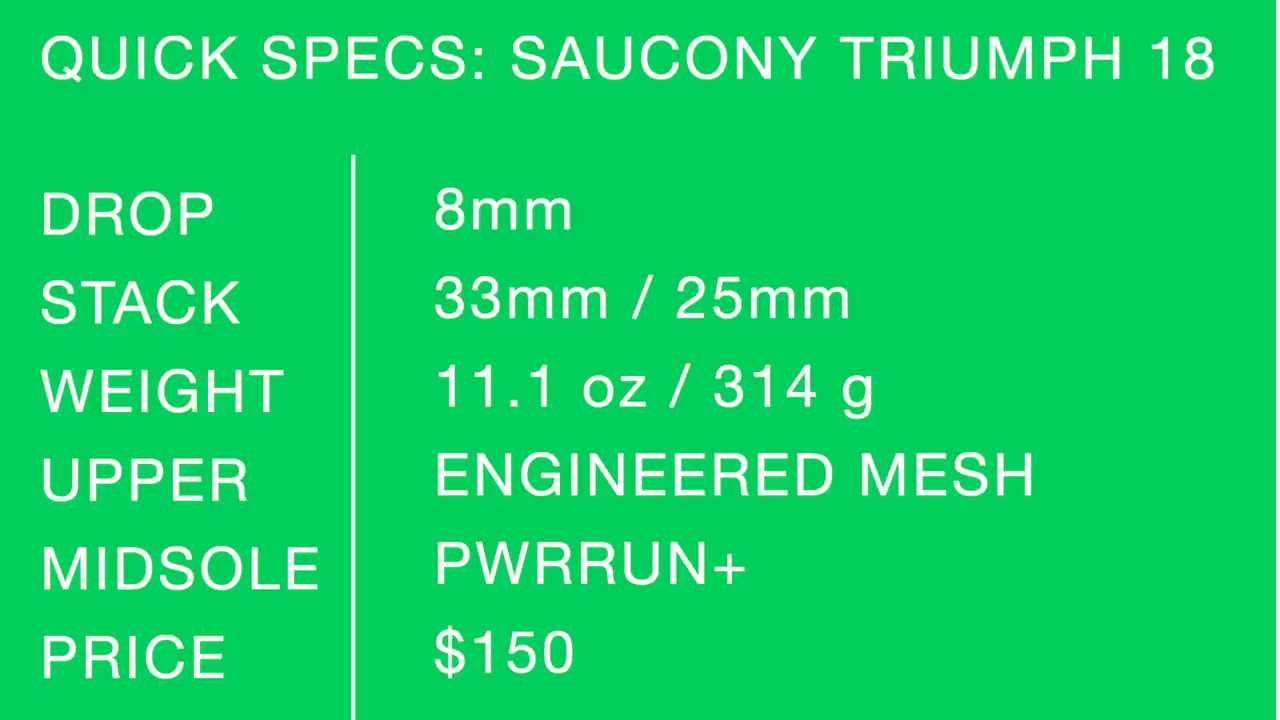 QUICK SPECS: SAUCONY TRIUMPH 18
DROP 8mm
STACK 33mm / 25mm
WEIGHT 11.1 oz / 314 g
UPPER ENGINEERED MESH
MIDSOLE PWRRUN+
PRICE $150